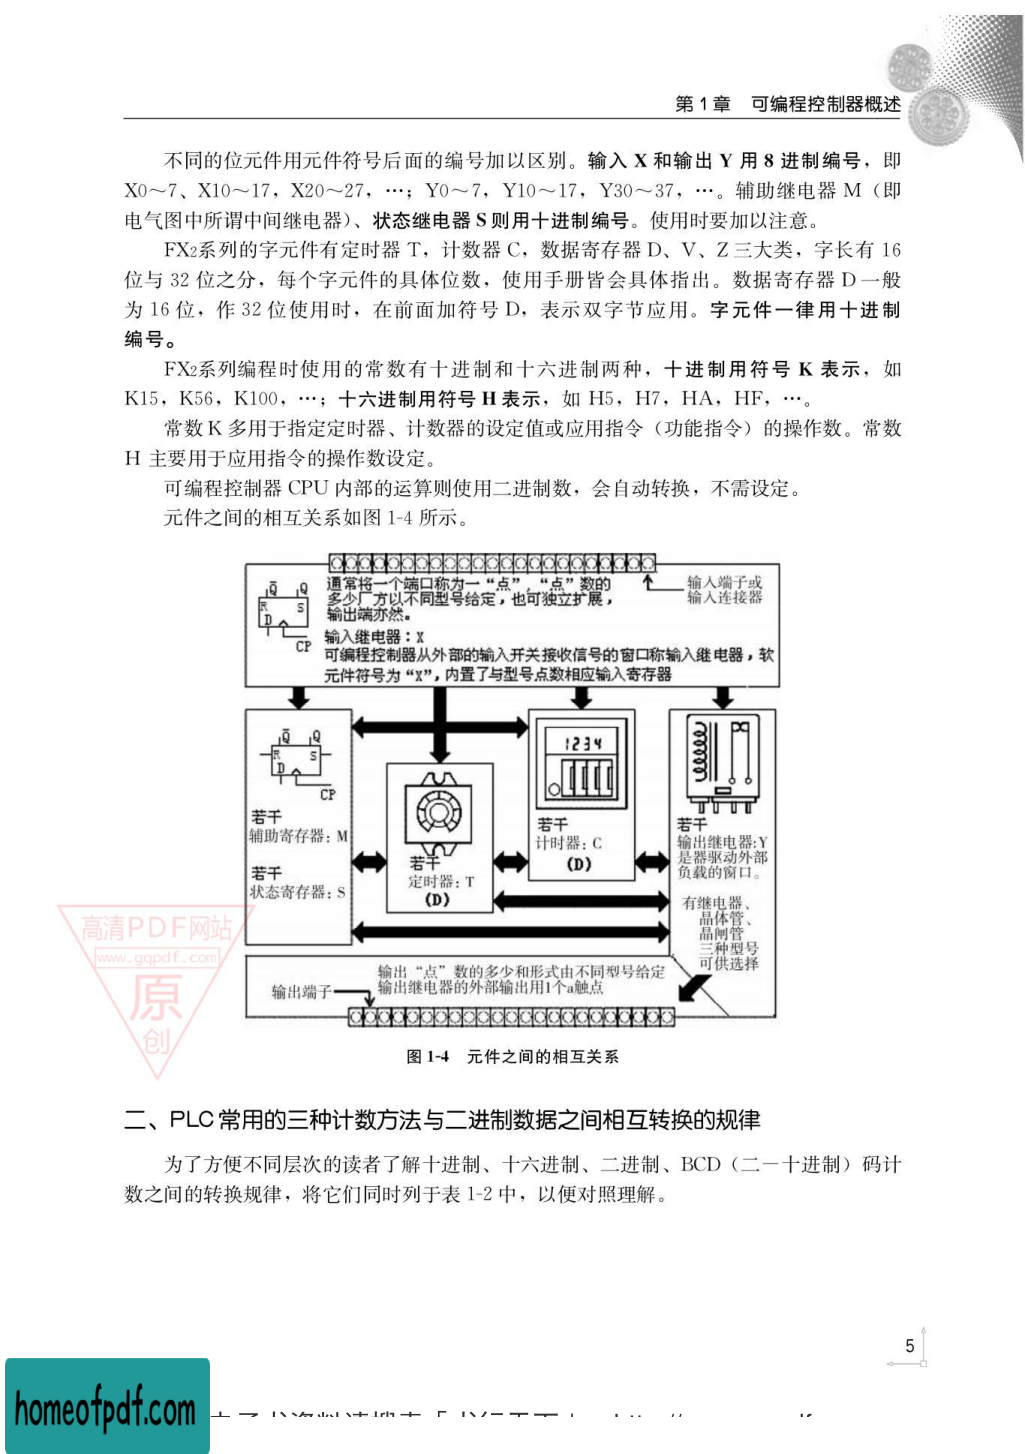 第 1 章　可编程控制器概述
不同的位元件用元件符号后面的编号加以区别。输入 X 和输出 Y 用 8 进制编号，即
X0～7、X10～17，X20～27，…；Y0～7，Y10～17，Y30～37，…。辅助继电器 M（即
电气图中所谓中间继电器）、状态继电器 S 则用十进制编号。使用时要加以注意。
FX2系列的字元件有定时器 T，计数器 C，数据寄存器 D、V、Z 三大类，字长有 16
位与 32 位之分，每个字元件的具体位数，使用手册皆会具体指出。数据寄存器 D 一般
为 16 位，作 32 位使用时，在前面加符号 D，表示双字节应用。字元件一律用十进制
编号。
FX2系列编程时使用的常数有十进制和十六进制两种，十进制用符号 K 表示，如
K15，K56，K100，…；十六进制用符号 H 表示，如 H5，H7，HA，HF，…。
常数 K 多用于指定定时器、计数器的设定值或应用指令（功能指令）的操作数。常数
H 主要用于应用指令的操作数设定。
可编程控制器 CPU 内部的运算则使用二进制数，会自动转换，不需设定。
元件之间的相互关系如图 1-4 所示。
通常将一个端口称为一“点”，“点”数的
多少厂方以不同型号给定，也可独立扩展，
输出端亦然。
输入端子或
输入连接器
Q̄ Q
R S
D
CP
输入继电器：X
可编程控制器从外部的输入开关接收信号的窗口称输入继电器，软
元件符号为“X”，内置了与型号点数相应输入寄存器
Q̄ Q
R S
D
CP
若干
辅助寄存器：M
若干
状态寄存器：S
若干
定时器：T
(D)
1234
若干
计时器：C
(D)
若干
输出继电器:Y
是器驱动外部
负载的窗口。
有继电器、
晶体管、
晶闸管
三种型号
可供选择
输出“点”数的多少和形式由不同型号给定
输出继电器的外部输出用1个a触点
输出端子
图 1-4　元件之间的相互关系
二、PLC 常用的三种计数方法与二进制数据之间相互转换的规律
为了方便不同层次的读者了解十进制、十六进制、二进制、BCD（二－十进制）码计
数之间的转换规律，将它们同时列于表 1-2 中，以便对照理解。
5
高清PDF网站
www.gqpdf.com
原
创
homeofpdf.com